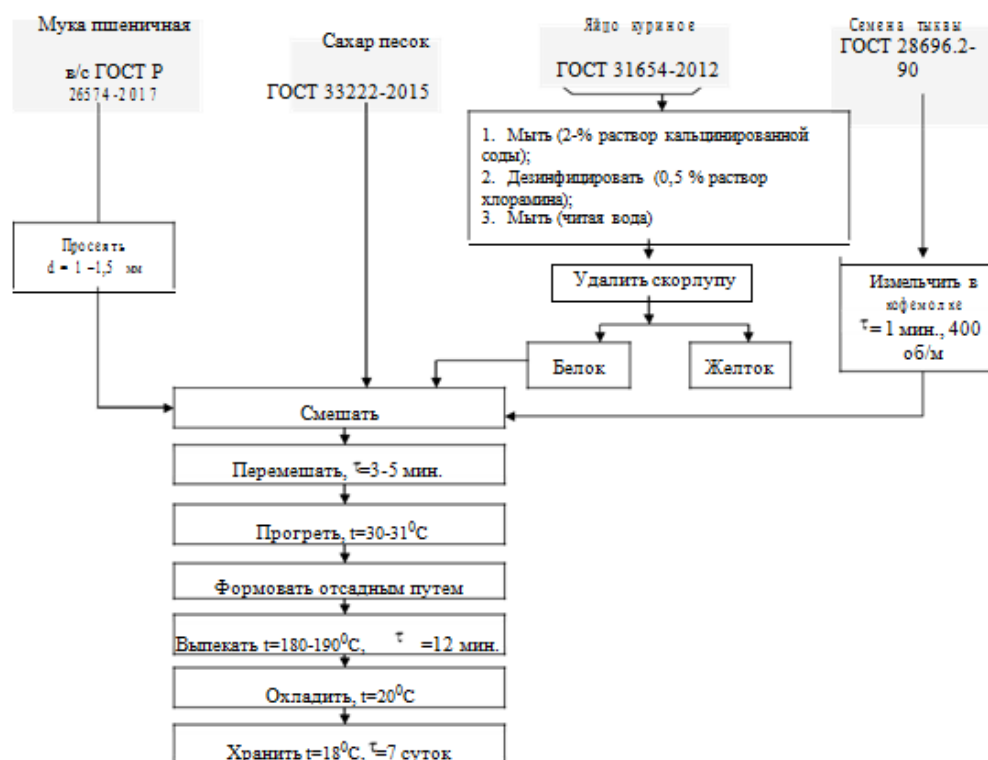 Мука пшеничная
в/с ГОСТ Р
26574-2017
Сахар песок
ГОСТ 33222-2015
Яйцо куриное
ГОСТ 31654-2012
Семена тыквы
ГОСТ 28696.2-
90
1. Мыть (2-% раствор кальцинированной
соды);
2. Дезинфицировать (0,5 % раствор
хлорамина);
3. Мыть (читая вода)
Просеять
d = 1 –1,5 мм
Удалить скорлупу
Измельчить в
кофемолке
τ= 1 мин., 400
об/м
Белок
Желток
Смешать
Перемешать, τ=3-5 мин.
Прогреть, t=30-31⁰С
Формовать отсадным путем
Выпекать t=180-190⁰С, τ =12 мин.
Охладить, t=20⁰С
Хранить t=18⁰С, τ=7 суток